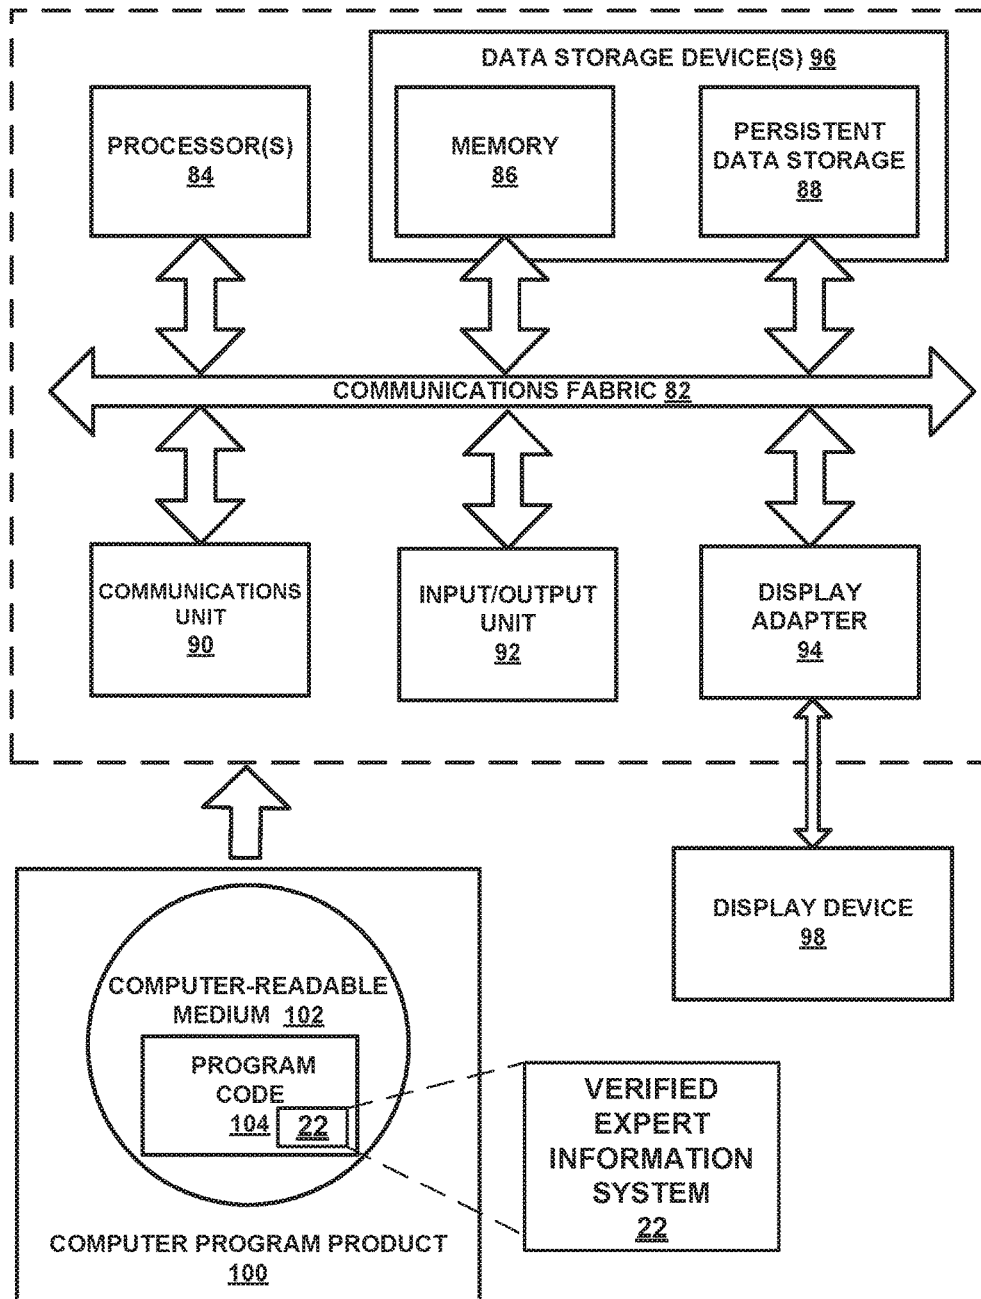 DATA STORAGE DEVICE(S) 96
PROCESSOR(S)
84
MEMORY
86
PERSISTENT
DATA STORAGE
88
COMMUNICATIONS FABRIC 82
COMMUNICATIONS
UNIT
90
INPUT/OUTPUT
UNIT
92
DISPLAY
ADAPTER
94
DISPLAY DEVICE
98
COMPUTER-READABLE
MEDIUM 102
PROGRAM
CODE
104
22
VERIFIED
EXPERT
INFORMATION
SYSTEM
22
COMPUTER PROGRAM PRODUCT
100